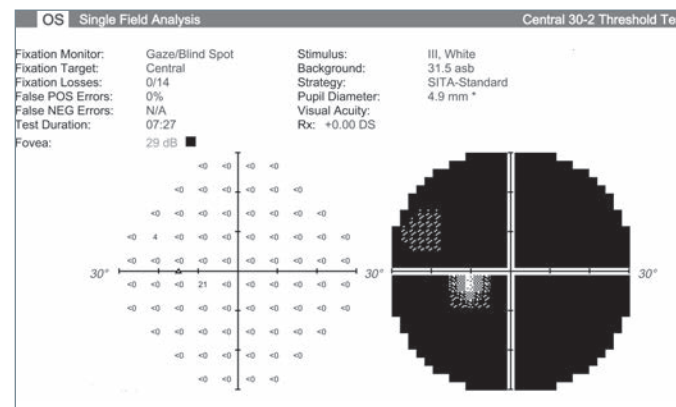 OS Single Field Analysis Central 30-2 Threshold Te
Fixation Monitor: Gaze/Blind Spot Stimulus: III, White
Fixation Target: Central Background: 31.5 asb
Fixation Losses: 0/14 Strategy: SITA-Standard
False POS Errors: 0% Pupil Diameter: 4.9 mm *
False NEG Errors: N/A Visual Acuity:
Test Duration: 07:27 Rx: +0.00 DS
Fovea: 29 dB
<0 <0 <0 <0
<0 <0 <0 <0 <0 <0
<0 <0 <0 <0 <0 <0 <0 <0
<0 4 <0 <0 <0 <0 <0 <0 <0 <0
<0 <0 <0 <0 <0 <0 <0 <0 <0 <0
30° 30° 30°
<0 <0 <0 21 <0 <0 <0 <0 <0 <0
<0 <0 <0 <0 <0 <0 <0 <0 <0 <0
<0 <0 <0 <0 <0 <0 <0 <0
<0 <0 <0 <0 <0 <0
<0 <0 <0 <0